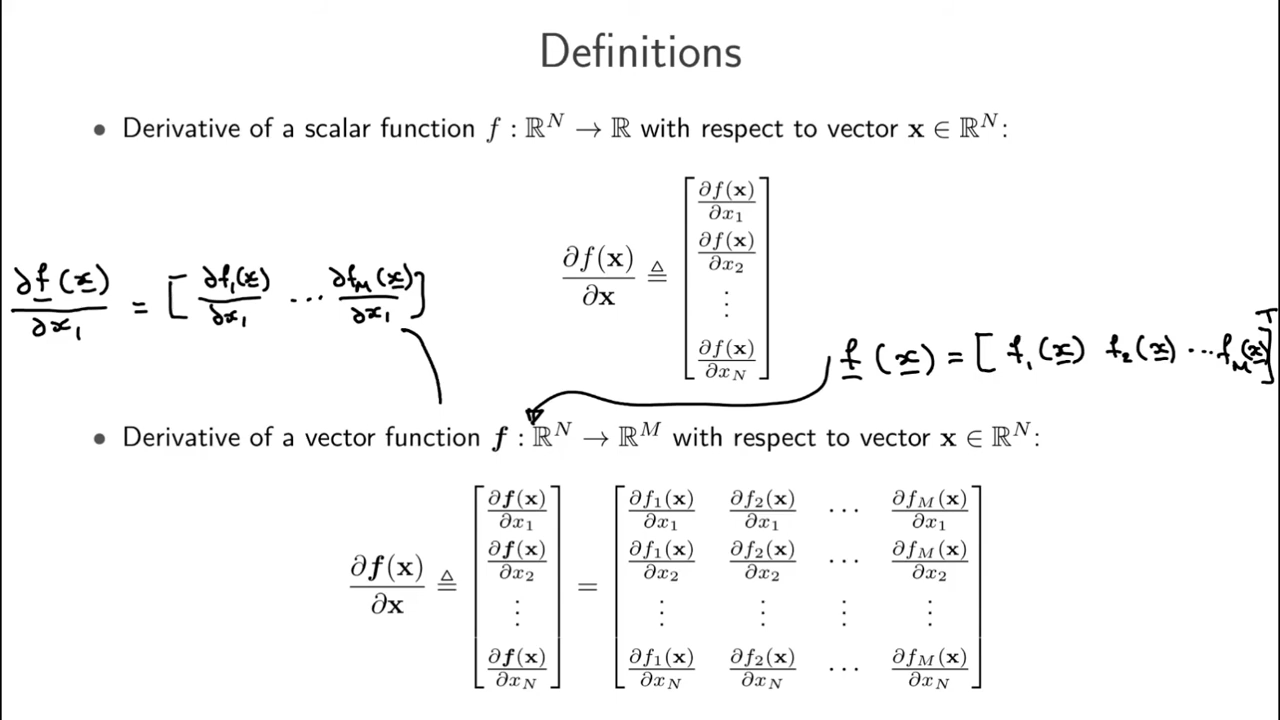 Definitions
• Derivative of a scalar function f : ℝ^N → ℝ with respect to vector x ∈ ℝ^N:
∂f(x)/∂x ≜ [∂f(x)/∂x_1 ∂f(x)/∂x_2 ⋮ ∂f(x)/∂x_N]
∂f(x)/∂x_1 = [∂f_1(x)/∂x_1 ⋯ ∂f_M(x)/∂x_1]
f(x) = [f_1(x) f_2(x) ⋯ f_M(x)]^T
• Derivative of a vector function f : ℝ^N → ℝ^M with respect to vector x ∈ ℝ^N:
∂f(x)/∂x ≜ [∂f(x)/∂x_1 ∂f(x)/∂x_2 ⋮ ∂f(x)/∂x_N] = [∂f_1(x)/∂x_1 ∂f_2(x)/∂x_1 ⋯ ∂f_M(x)/∂x_1
∂f_1(x)/∂x_2 ∂f_2(x)/∂x_2 ⋯ ∂f_M(x)/∂x_2
⋮ ⋮ ⋮ ⋮
∂f_1(x)/∂x_N ∂f_2(x)/∂x_N ⋯ ∂f_M(x)/∂x_N]